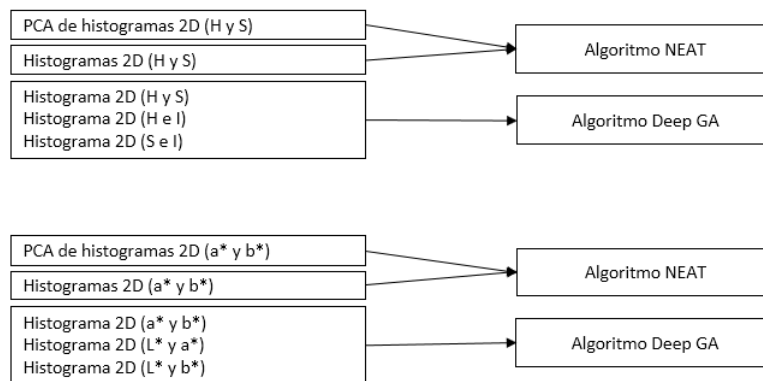 PCA de histogramas 2D (H y S)
Histogramas 2D (H y S)
Algoritmo NEAT
Histograma 2D (H y S)
Histograma 2D (H e I)
Histograma 2D (S e I)
Algoritmo Deep GA
PCA de histogramas 2D (a* y b*)
Histogramas 2D (a* y b*)
Algoritmo NEAT
Histograma 2D (a* y b*)
Histograma 2D (L* y a*)
Histograma 2D (L* y b*)
Algoritmo Deep GA